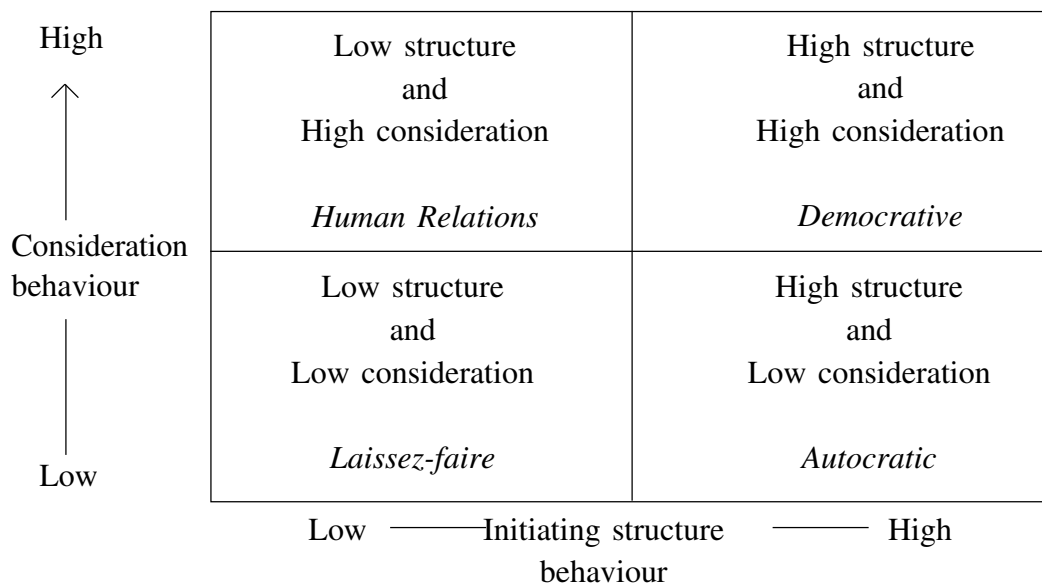 High
Low structure
and
High consideration
Human Relations
High structure
and
High consideration
Democrative
Consideration
behaviour
Low structure
and
Low consideration
Laissez-faire
High structure
and
Low consideration
Autocratic
Low
Low Initiating structure High
behaviour